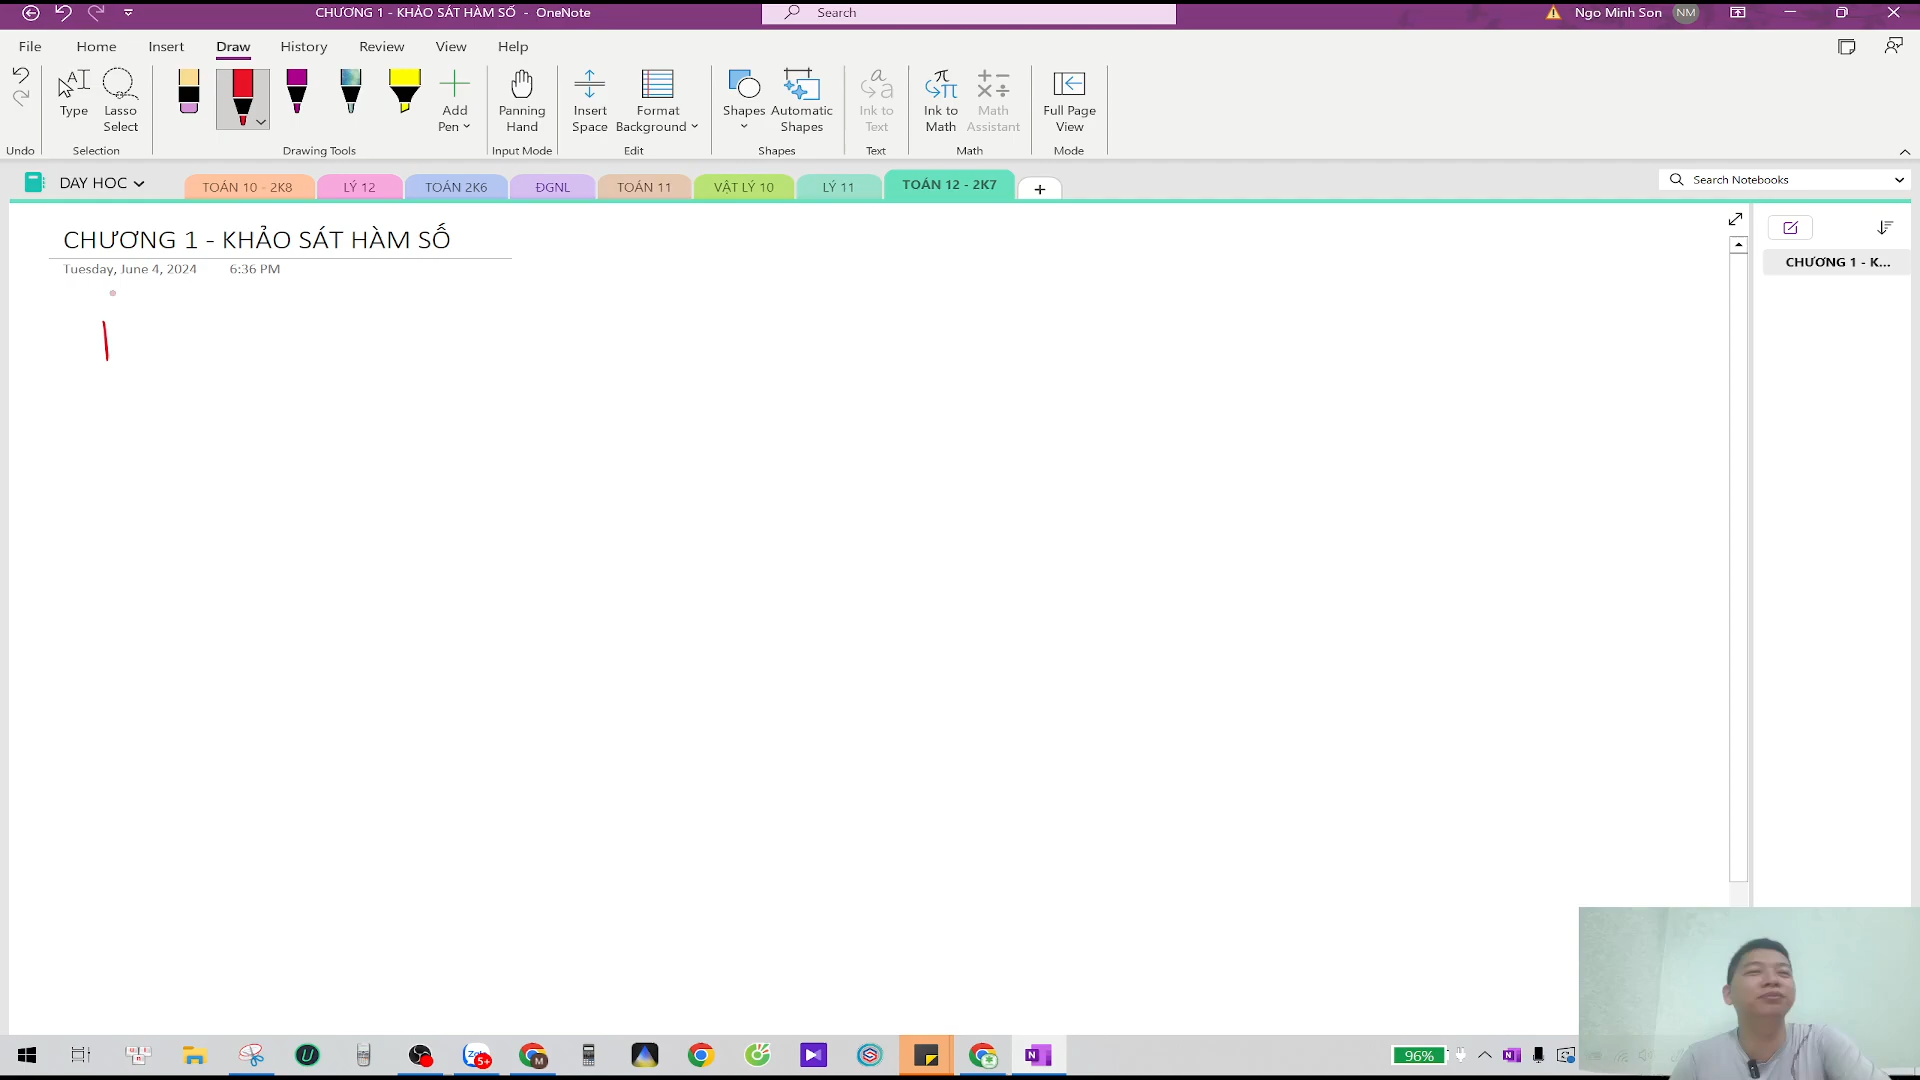 CHƯƠNG 1 - KHẢO SÁT HÀM SỐ - OneNote
Search
Ngo Minh Son
NM
File Home Insert Draw History Review View Help
Type
Lasso Select
Add Pen
Panning Hand
Insert Space
Format Background
Shapes
Automatic Shapes
Ink to Text
Ink to Math
Math Assistant
Full Page View
Undo Selection Drawing Tools Input Mode Edit Shapes Text Math Mode
DAY HOC
TOÁN 10 - 2K8
LÝ 12
TOÁN 2K6
ĐGNL
TOÁN 11
VẬT LÝ 10
LÝ 11
TOÁN 12 - 2K7
Search Notebooks
CHƯƠNG 1 - KHẢO SÁT HÀM SỐ
Tuesday, June 4, 2024 6:36 PM
CHƯƠNG 1 - K...
96%